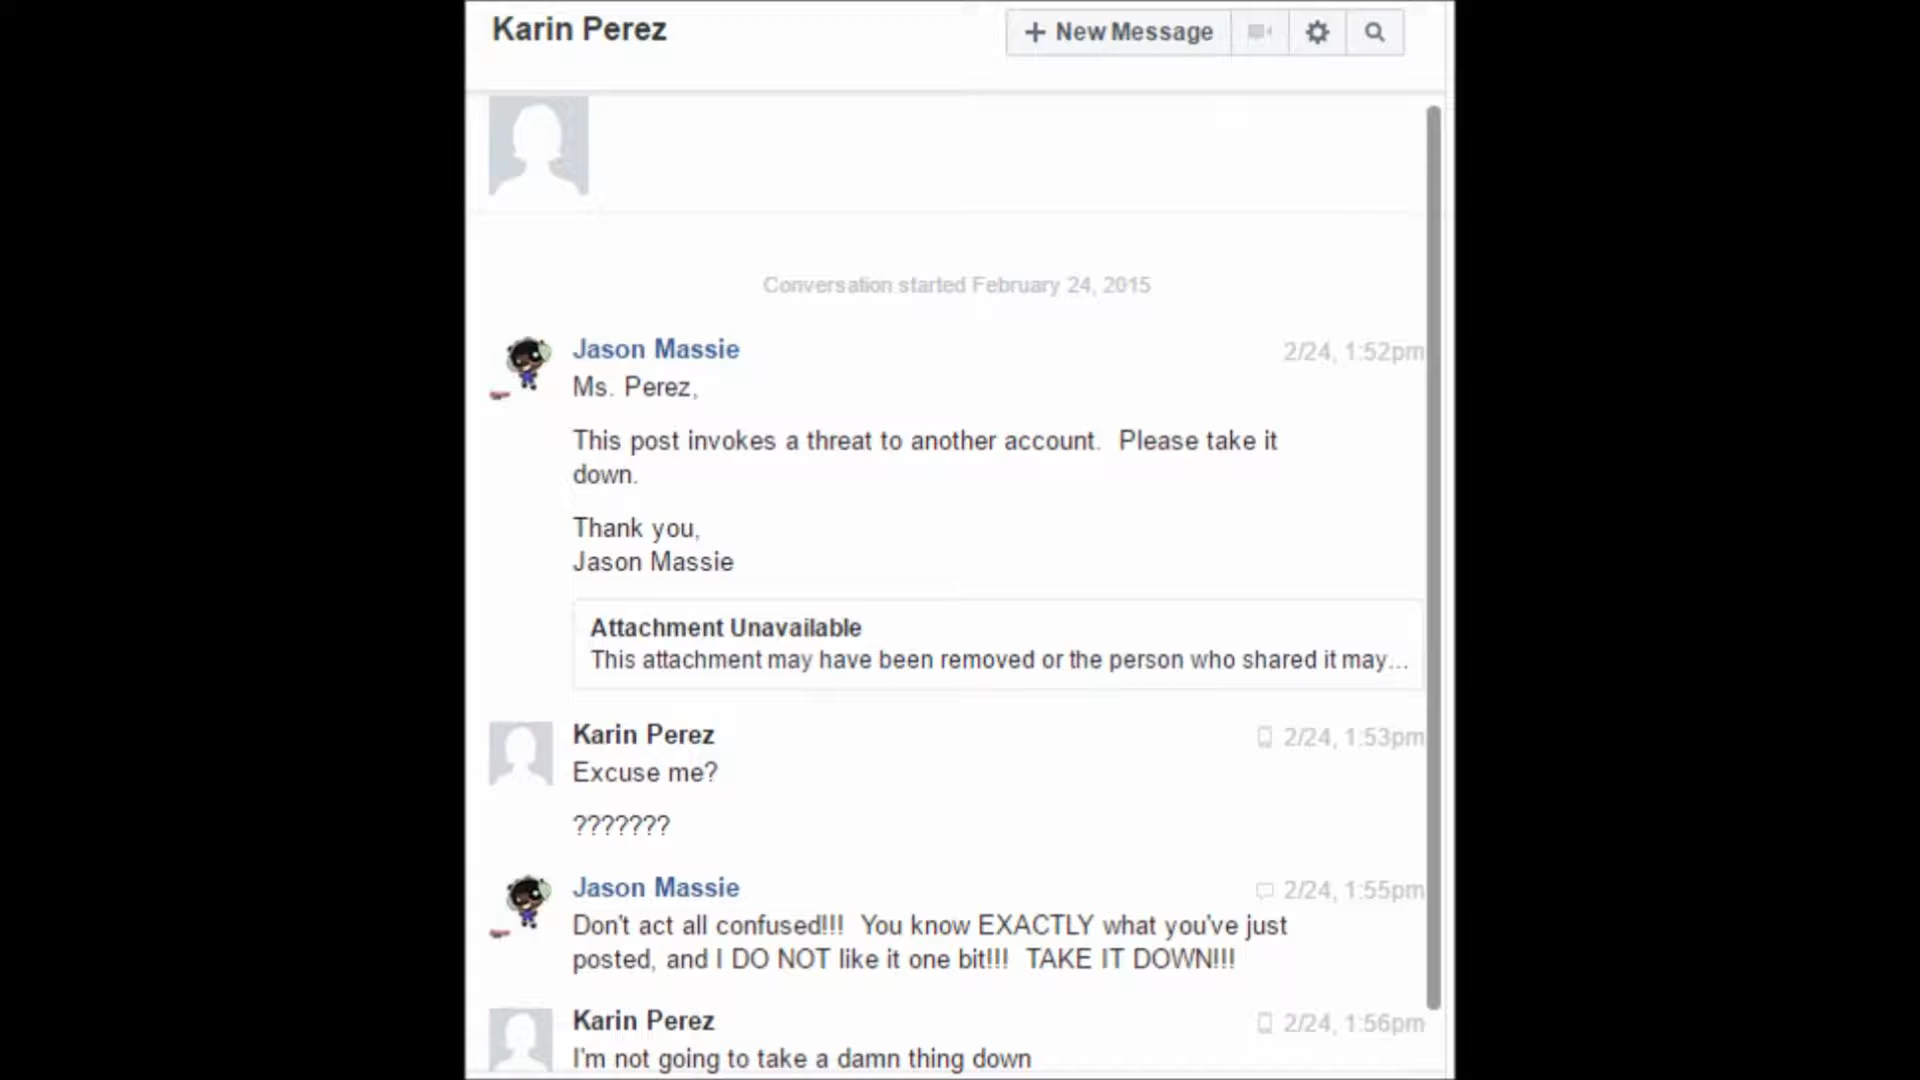 Karin Perez
+ New Message
Conversation started February 24, 2015
Jason Massie
2/24, 1:52pm
Ms. Perez,
This post invokes a threat to another account. Please take it
down.
Thank you,
Jason Massie
Attachment Unavailable
This attachment may have been removed or the person who shared it may...
Karin Perez
2/24, 1:53pm
Excuse me?
???????
Jason Massie
2/24, 1:55pm
Don't act all confused!!! You know EXACTLY what you've just
posted, and I DO NOT like it one bit!!! TAKE IT DOWN!!!
Karin Perez
2/24, 1:56pm
I'm not going to take a damn thing down